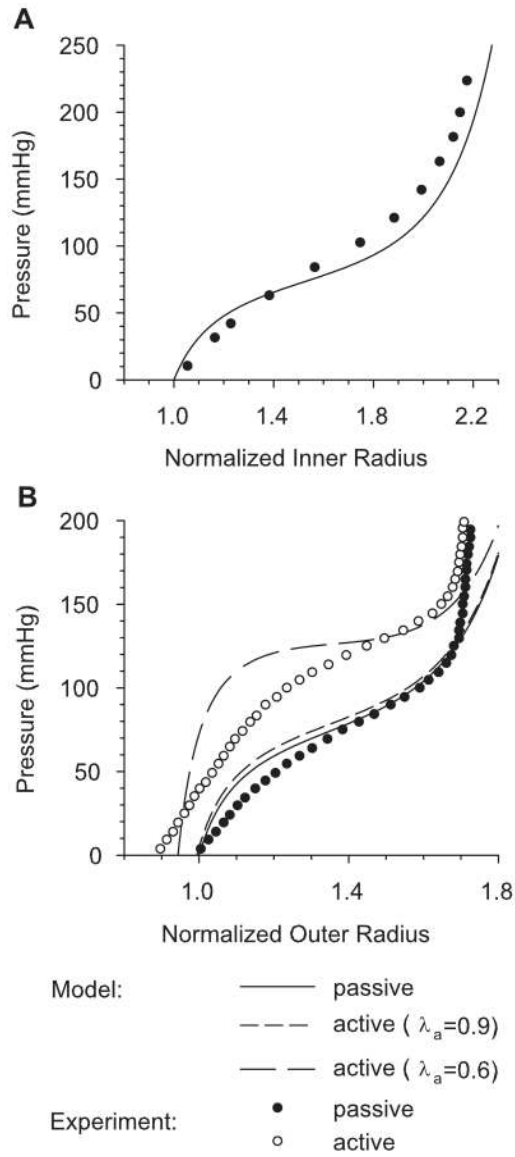 A
250
200
150
100
50
0
Pressure (mmHg)
1.0 1.4 1.8 2.2
Normalized Inner Radius
B
200
150
100
50
0
Pressure (mmHg)
1.0 1.4 1.8
Normalized Outer Radius
Model:
passive
active ( λa=0.9)
active ( λa=0.6)
Experiment:
passive
active